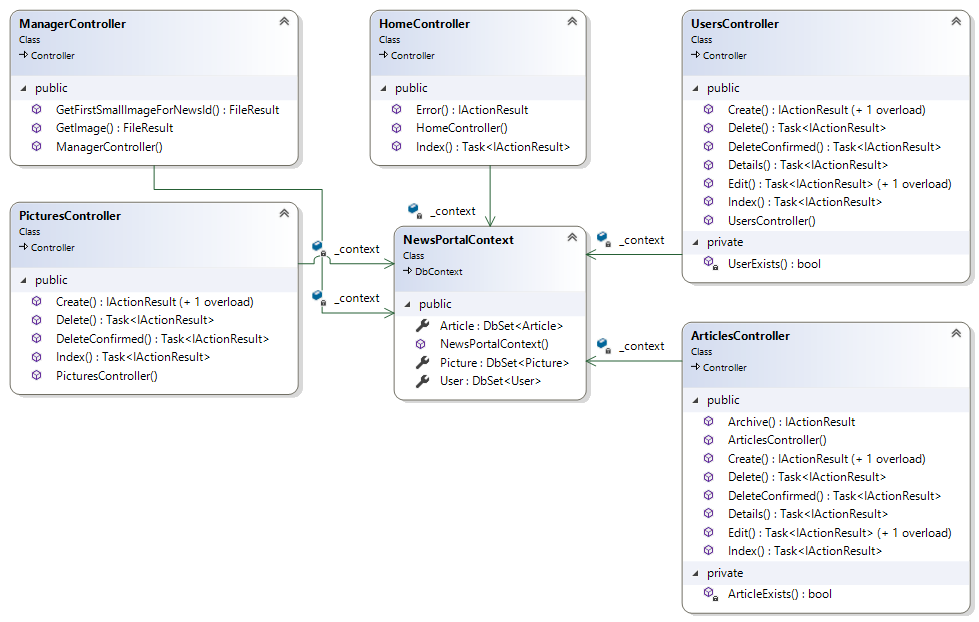 ManagerController
Class
Controller
public
GetFirstSmallImageForNewsId() : FileResult
GetImage() : FileResult
ManagerController()
HomeController
Class
Controller
public
Error() : IActionResult
HomeController()
Index() : Task<IActionResult>
UsersController
Class
Controller
public
Create() : IActionResult (+ 1 overload)
Delete() : Task<IActionResult>
DeleteConfirmed() : Task<IActionResult>
Details() : Task<IActionResult>
Edit() : Task<IActionResult> (+ 1 overload)
Index() : Task<IActionResult>
UsersController()
private
UserExists() : bool
PicturesController
Class
Controller
public
Create() : IActionResult (+ 1 overload)
Delete() : Task<IActionResult>
DeleteConfirmed() : Task<IActionResult>
Index() : Task<IActionResult>
PicturesController()
_context
_context
_context
_context
_context
NewsPortalContext
Class
DbContext
public
Article : DbSet<Article>
NewsPortalContext()
Picture : DbSet<Picture>
User : DbSet<User>
ArticlesController
Class
Controller
public
Archive() : IActionResult
ArticlesController()
Create() : IActionResult (+ 1 overload)
Delete() : Task<IActionResult>
DeleteConfirmed() : Task<IActionResult>
Details() : Task<IActionResult>
Edit() : Task<IActionResult> (+ 1 overload)
Index() : Task<IActionResult>
private
ArticleExists() : bool